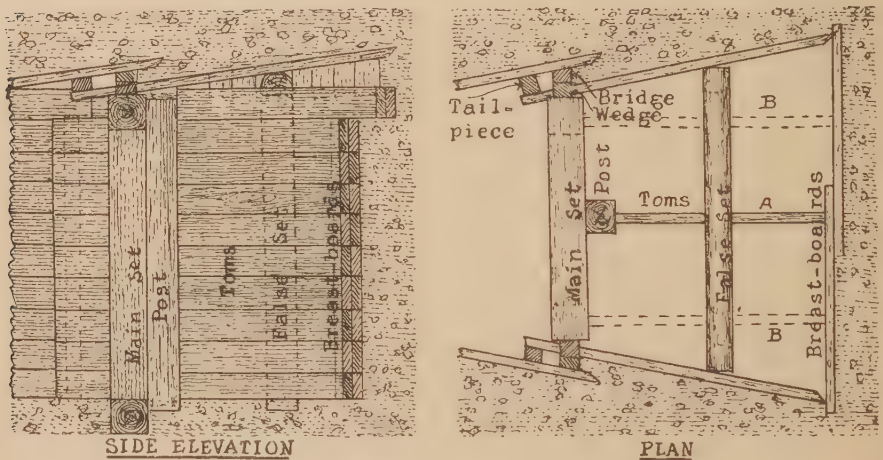 Main Set
Post
Toms
False Set
Breast-boards
SIDE ELEVATION
Tail-
piece
Bridge
Wedge
Post
Main Set
Toms
False Set
A
B
B
Breast-boards
PLAN